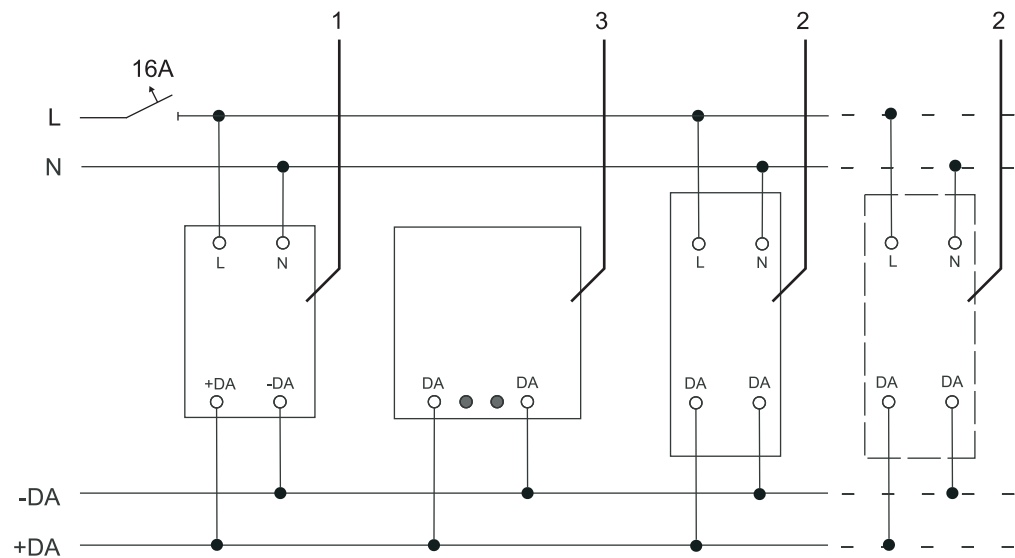 1 3 2 2
16A
L
N
L N L N L N
+DA -DA DA DA DA DA DA DA
-DA
+DA